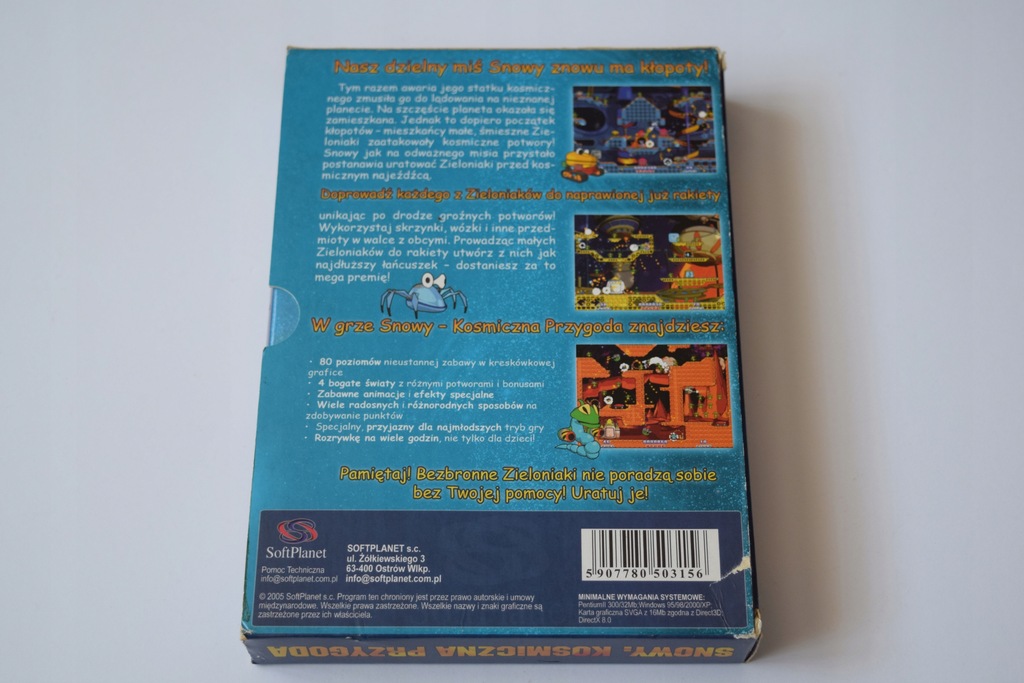 Nasz dzielny miś Snowy znowu ma kłopoty!
Tym razem awaria jego statku kosmicz-
nego zmusiła go do lądowania na nieznanej
planecie. Na szczęście planeta okazała się
zamieszkana. Jednak to dopiero początek
kłopotów - mieszkańcy małe, śmieszne Zie-
loniaki zaatakowały kosmiczne potwory!
Snowy jak na odważnego misia przystało
postanawia uratować Zieloniaki przed kos-
micznym najeźdźcą.
Doprowadź każdego z Zieloniaków do naprawionej już rakiety
unikając po drodze groźnych potworów!
Wykorzystaj skrzynki, wózki i inne przed-
mioty w walce z obcymi. Prowadząc małych
Zieloniaków do rakiety utwórz z nich jak
najdłuższy łańcuszek - dostaniesz za to
mega premię!
W grze Snowy - Kosmiczna Przygoda znajdziesz:
• 80 poziomów nieustannej zabawy w kreskówkowej
grafice
• 4 bogate światy z różnymi potworami i bonusami
• Zabawne animacje i efekty specjalne
• Wiele radosnych i różnorodnych sposobów na
zdobywanie punktów
• Specjalny, przyjazny dla najmłodszych tryb gry
• Rozrywkę na wiele godzin, nie tylko dla dzieci!
Pamiętaj! Bezbronne Zieloniaki nie poradzą sobie
bez Twojej pomocy! Uratuj je!
SoftPlanet
Pomoc Techniczna
info@softplanet.com.pl
SOFTPLANET s.c.
ul. Żółkiewskiego 3
63-400 Ostrów Wlkp.
info@softplanet.com.pl
5 907780 503156
© 2005 SoftPlanet s.c. Program ten chroniony jest przez prawo autorskie i umowy
międzynarodowe. Wszelkie prawa zastrzeżone. Wszelkie nazwy i znaki graficzne są
zastrzeżone przez ich właściciela.
MINIMALNE WYMAGANIA SYSTEMOWE:
PentiumII 300/32Mb;Windows 95/98/2000/XP;
Karta graficzna SVGA z 16Mb zgodna z Direct3D
DirectX 8.0
SNOWY: KOSMICZNA PRZYGODA